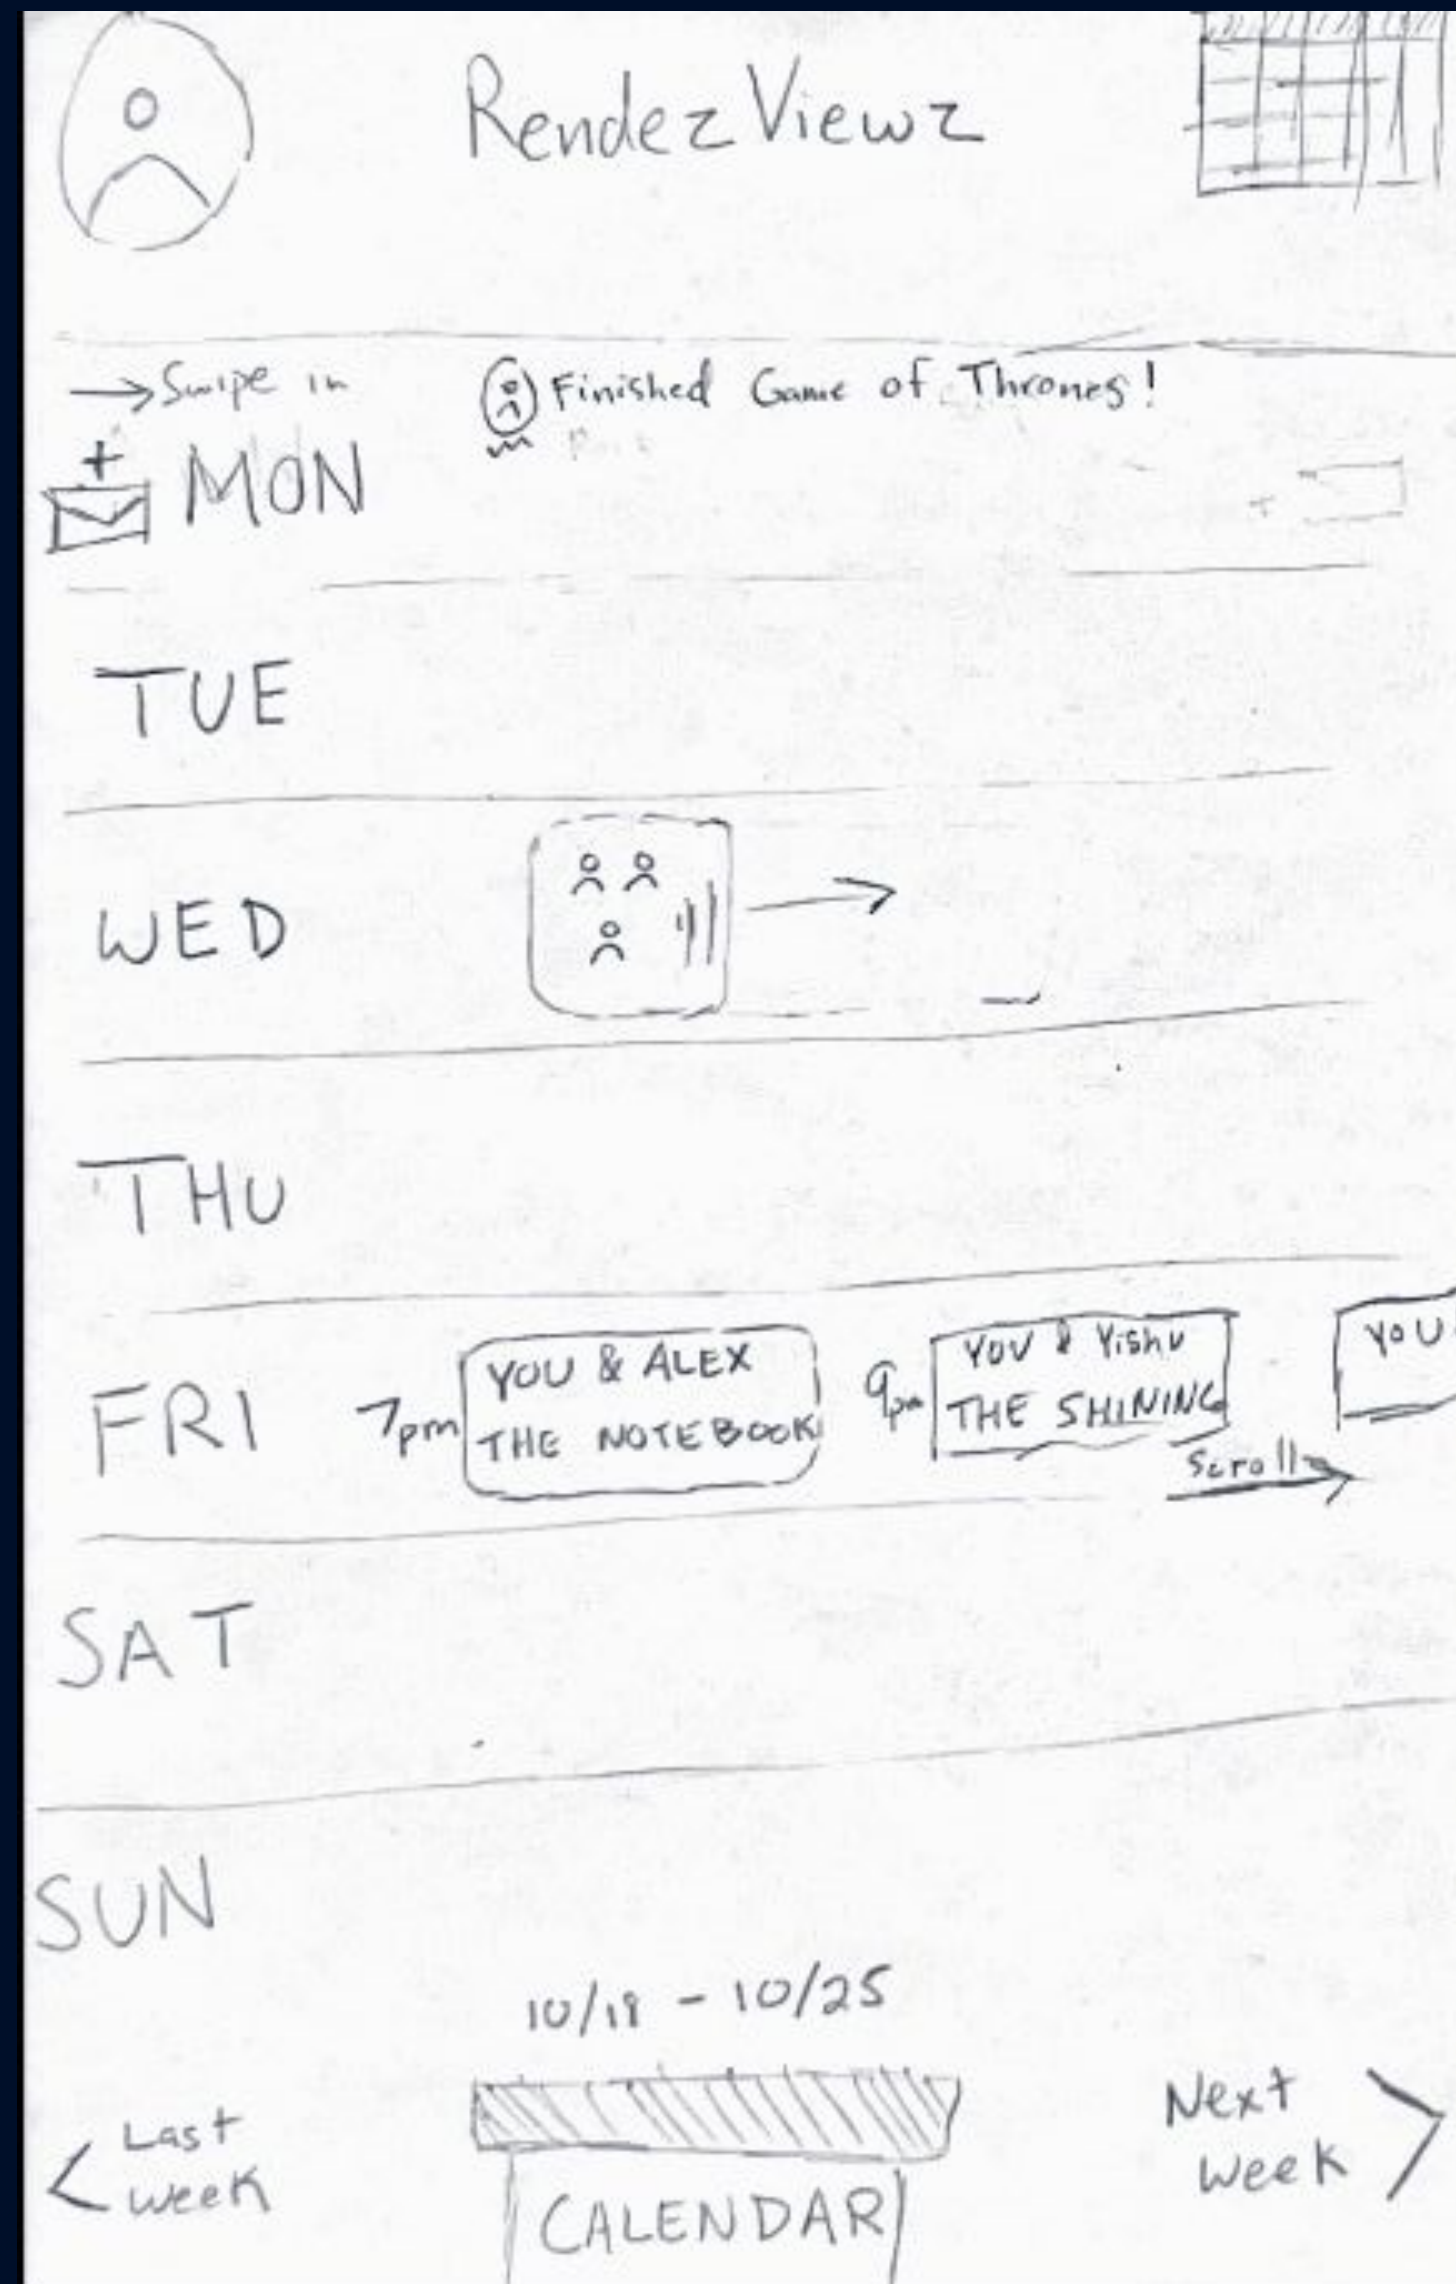 RendezViewz
→ Swipe in
Finished Game of Thrones!
+ MON
TUE
WED
THU
FRI
7pm
YOU & ALEX
THE NOTEBOOK
9pm
YOU & Yishu
THE SHINING
YOU
Scroll
SAT
SUN
10/18 - 10/25
< Last
week
Next
week >
CALENDAR